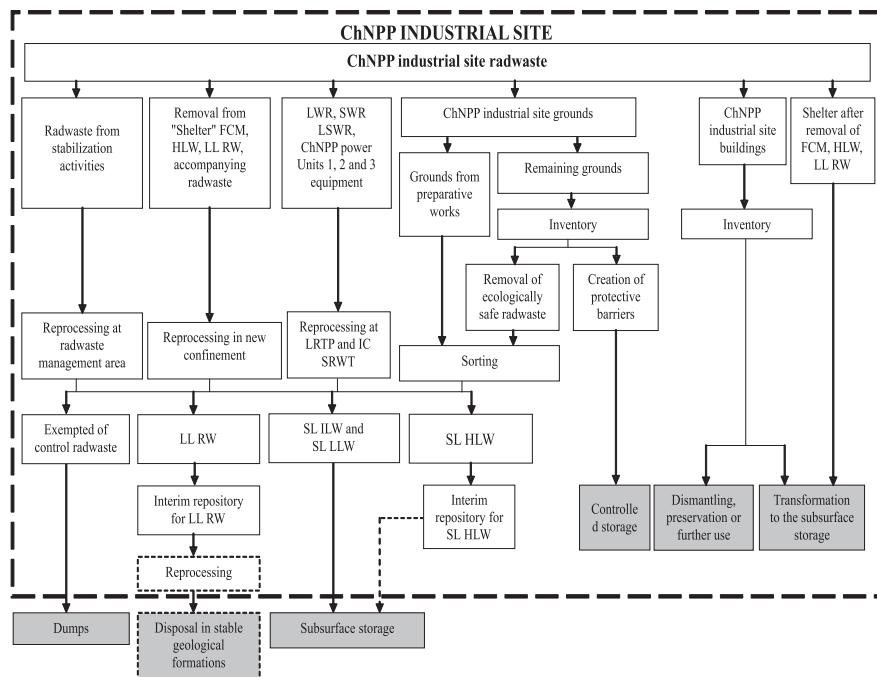 ChNPP INDUSTRIAL SITE
ChNPP industrial site radwaste
Radwaste from
stabilization
activities
Removal from
"Shelter" FCM,
HLW, LL RW,
accompanying
radwaste
LWR, SWR
LSWR,
ChNPP power
Units 1, 2 and 3
equipment
ChNPP industrial site grounds
Grounds from
preparative
works
Remaining grounds
Inventory
Removal of
ecologically
safe radwaste
Creation of
protective
barriers
ChNPP
industrial site
buildings
Inventory
Shelter after
removal of
FCM, HLW,
LL RW
Reprocessing at
radwaste
management area
Reprocessing in new
confinement
Reprocessing at
LRTP and IC
SRWT
Sorting
Exempted of
control radwaste
LL RW
SL ILW and
SL LLW
SL HLW
Interim repository
for LL RW
Interim
repository for
SL HLW
Controlle
d storage
Dismantling,
preservation or
further use
Transformation
to the subsurface
storage
Reprocessing
Dumps
Disposal in stable
geological
formations
Subsurface storage